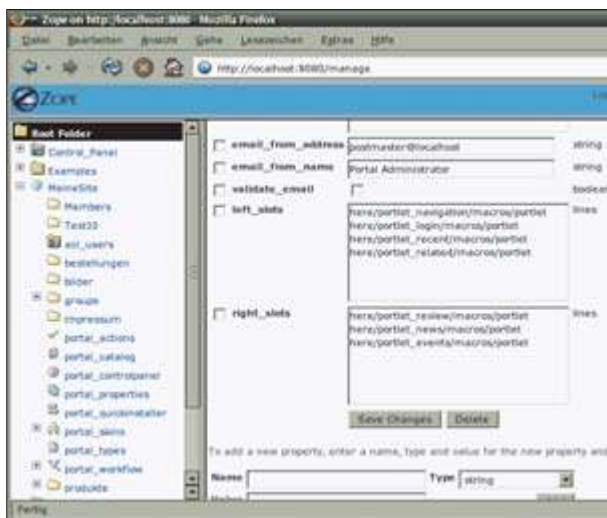 Zope on http://localhost:8080 - Mozilla Firefox
Datei Bearbeiten Ansicht Gehe Lesezeichen Extras Hilfe
http://localhost:8080/manage
ZOPE
Root Folder
Control_Panel
Examples
MeineSite
Members
acl_users
bestellungen
bilder
groups
impressum
portal_actions
portal_catalog
portal_controlpanel
portal_properties
portal_quickinstaller
portal_skins
portal_types
portal_workflow
produkte
email_from_address postmaster@localhost string
email_from_name Portal Administrator string
validate_email boolean
left_slots here/portlet_navigation/macros/portlet lines
here/portlet_login/macros/portlet
here/portlet_recent/macros/portlet
here/portlet_related/macros/portlet
right_slots here/portlet_review/macros/portlet lines
here/portlet_news/macros/portlet
here/portlet_events/macros/portlet
Save Changes Delete
To add a new property, enter a name, type and value for the new property and
Name Type string
Fertig